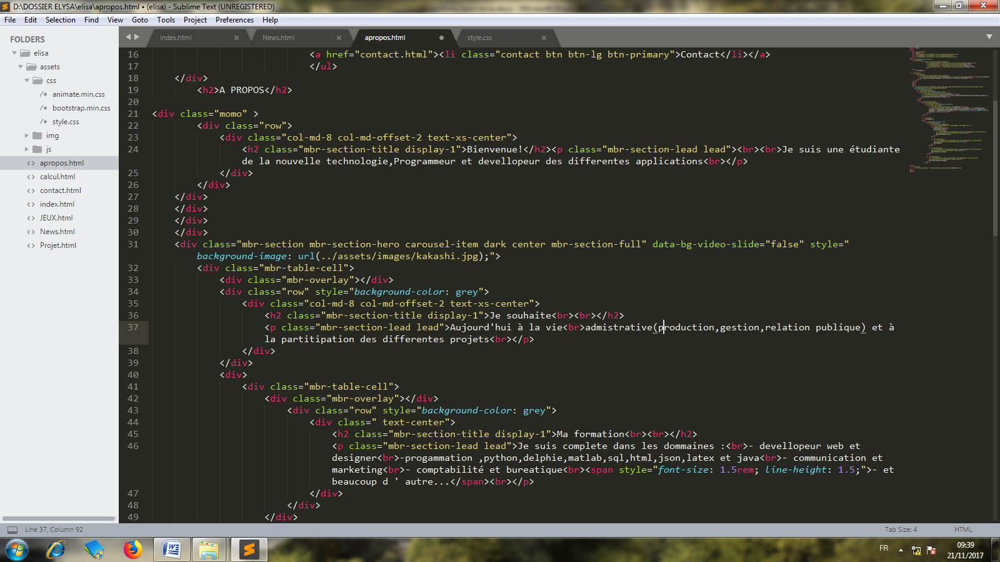 D:\DOSSIER ELYSA\elisa\apropos.html • (elisa) - Sublime Text (UNREGISTERED)
File Edit Selection Find View Goto Tools Project Preferences Help
FOLDERS
elisa
assets
css
/* animate.min.css
/* bootstrap.min.css
/* style.css
img
js
<> apropos.html
<> calcul.html
<> contact.html
<> index.html
<> JEUX.html
<> News.html
<> Projet.html
index.html × News.html × apropos.html • style.css ×
16 <a href="contact.html"><li class="contact btn btn-lg btn-primary">Contact</li></a>
17 </ul>
18 </div>
19 <h2>A PROPOS</h2>
20
21 <div class="momo" >
22 <div class="row">
23 <div class="col-md-8 col-md-offset-2 text-xs-center">
24 <h2 class="mbr-section-title display-1">Bienvenue!</h2><p class="mbr-section-lead lead"><br><br>Je suis une étudiante
de la nouvelle technologie,Programmeur et devellopeur des differentes applications<br></p>
25 </div>
26 </div>
27 </div>
28 </div>
29 </div>
30 </div>
31 <div class="mbr-section mbr-section-hero carousel-item dark center mbr-section-full" data-bg-video-slide="false" style="
background-image: url(../assets/images/kakashi.jpg);">
32 <div class="mbr-table-cell">
33 <div class="mbr-overlay"></div>
34 <div class="row" style="background-color: grey">
35 <div class="col-md-8 col-md-offset-2 text-xs-center">
36 <h2 class="mbr-section-title display-1">Je souhaite<br><br></h2>
37 <p class="mbr-section-lead lead">Aujourd'hui à la vie<br>admistrative(production,gestion,relation publique) et à
la partitipation des differentes projets<br></p>
38 </div>
39 </div>
40 <div>
41 <div class="mbr-table-cell">
42 <div class="mbr-overlay"></div>
43 <div class="row" style="background-color: grey">
44 <div class=" text-center">
45 <h2 class="mbr-section-title display-1">Ma formation<br><br></h2>
46 <p class="mbr-section-lead lead">Je suis complete dans les dommaines :<br>- devellopeur web et
designer<br>-progammation ,python,delphie,matlab,sql,html,json,latex et java<br>- communication et
marketing<br>- comptabilité et bureatique<br><span style="font-size: 1.5rem; line-height: 1.5;">- et
beaucoup d ' autre...</span><br></p>
47 </div>
48 </div>
49 </div>
Line 37, Column 92 Tab Size: 4 HTML
FR 09:39
21/11/2017